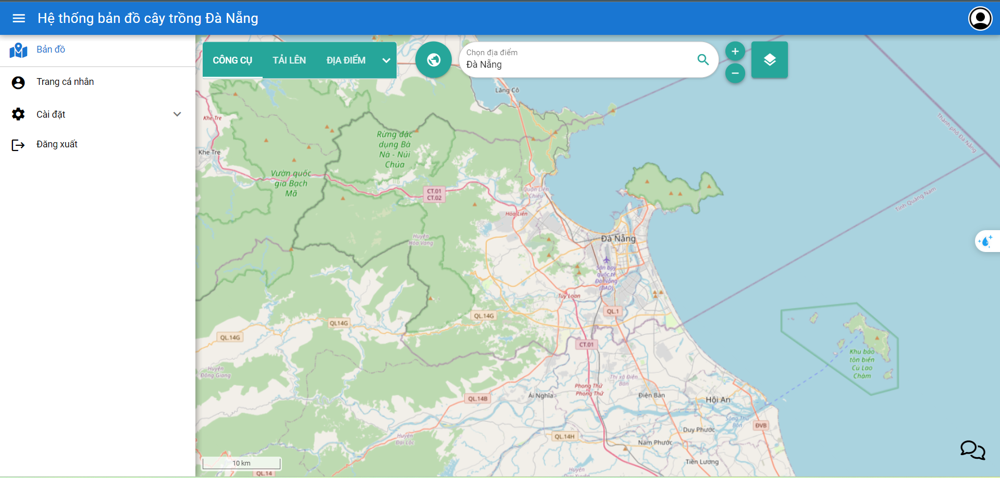 Hệ thống bản đồ cây trồng Đà Nẵng
Bản đồ
Trang cá nhân
Cài đặt
Đăng xuất
CÔNG CỤ
TẢI LÊN
ĐỊA ĐIỂM
Chọn địa điểm
Đà Nẵng
Lăng Cô
Khe Tre
Khe Tre
Rừng đặc
dụng Bà
Nà - Núi
Chúa
Vườn quốc
gia Bạch
Mã
CT.01
CT.02
Quận Liên
Chiểu
Hòa Liên
Huyện
Hòa Vang
Đà Nẵng
Sân bay
quốc tế
Đà Nẵng
(DAD)
Tuý Loan
Thành phố Đà Nẵng
Tỉnh Quảng Nam
QL.14G
QL.14G
QL.14G
QL.1
CT.01
Khu bảo
tồn biển
Cù Lao
Chàm
Huyện
Đông Giang
Thị xã Điện
Bàn
Phong Thử
Phong Thử
Ái Nghĩa
Điện Bàn
Hội An
QL.14B
Sông Thu
Bồn
ĐVB
Duy Phước
QL.14H
Huyện
Đại Lộc
Nam Phước
Tiên Lương
10 km
QL.14
Huyện
Duy Xuyên